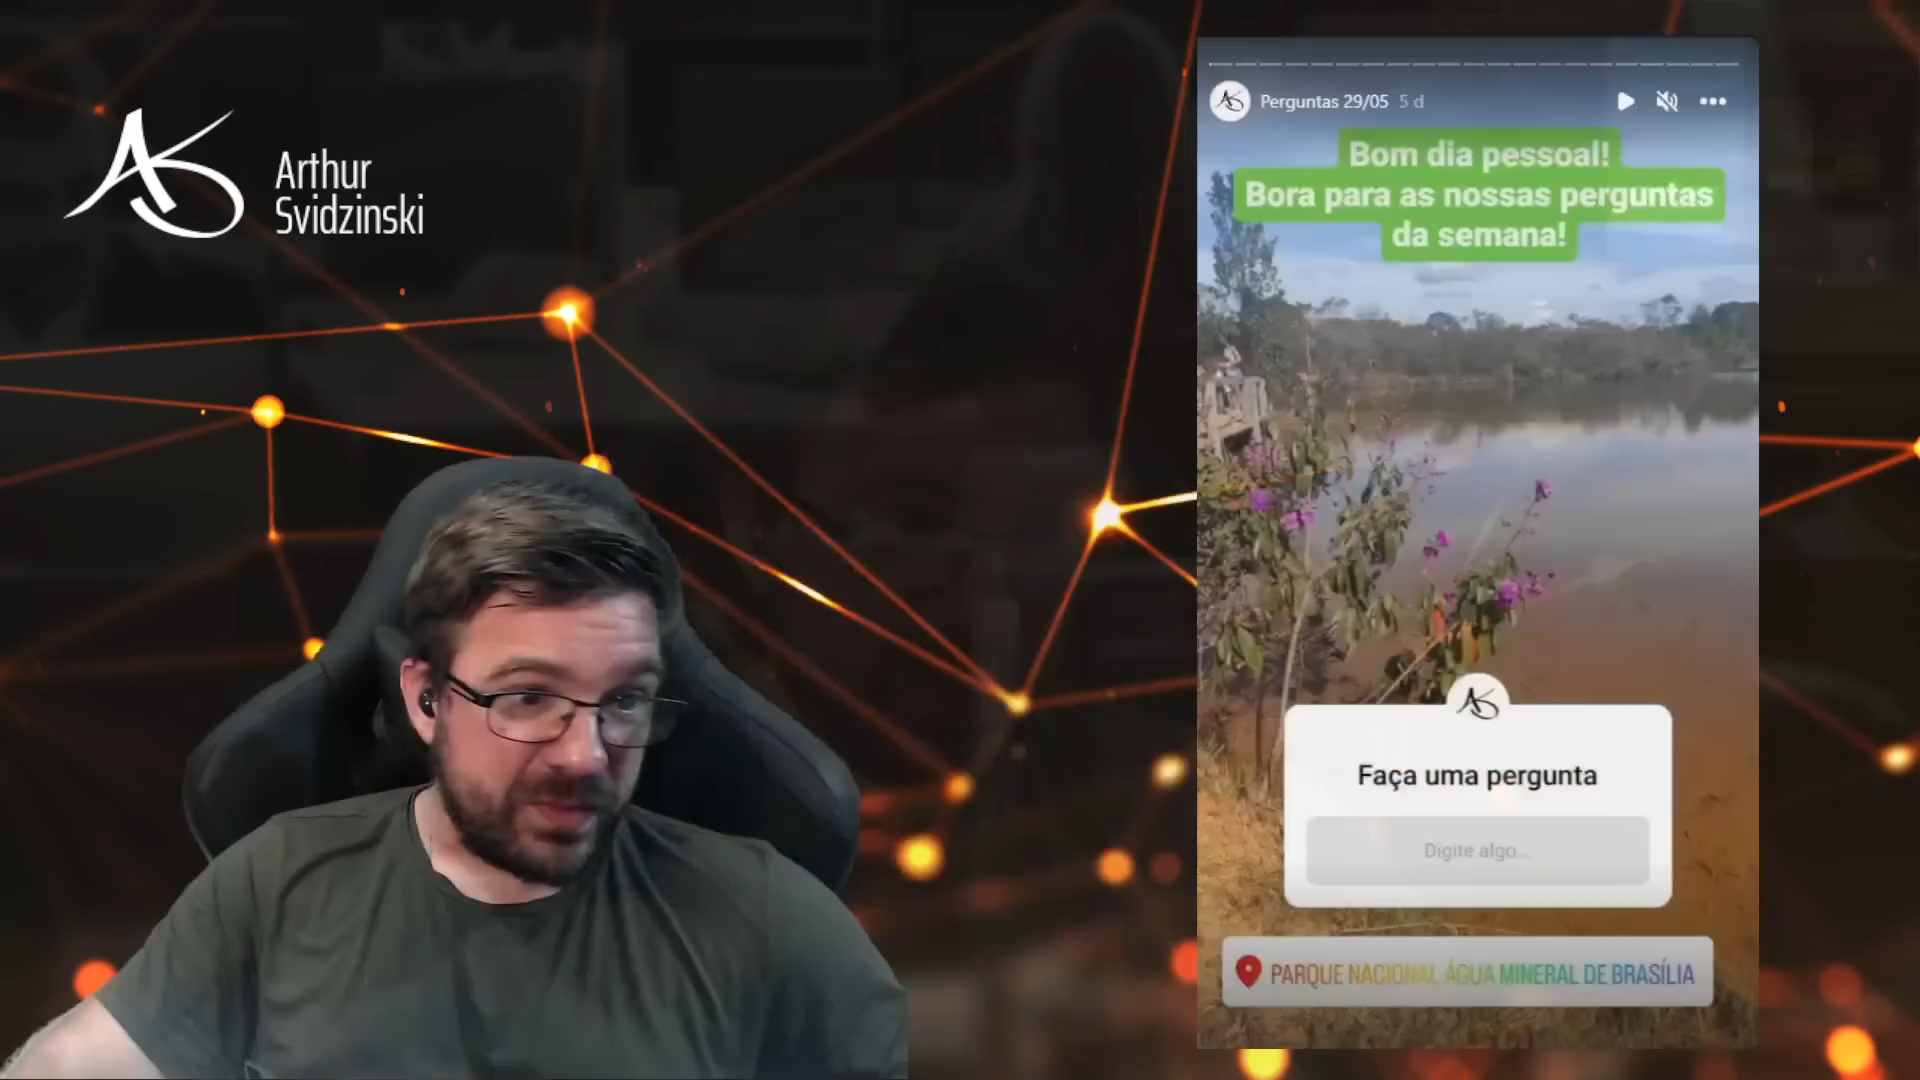 Arthur
Svidzinski
Perguntas 29/05 5 d
Bom dia pessoal!
Bora para as nossas perguntas
da semana!
Faça uma pergunta
Digite algo...
PARQUE NACIONAL ÁGUA MINERAL DE BRASÍLIA